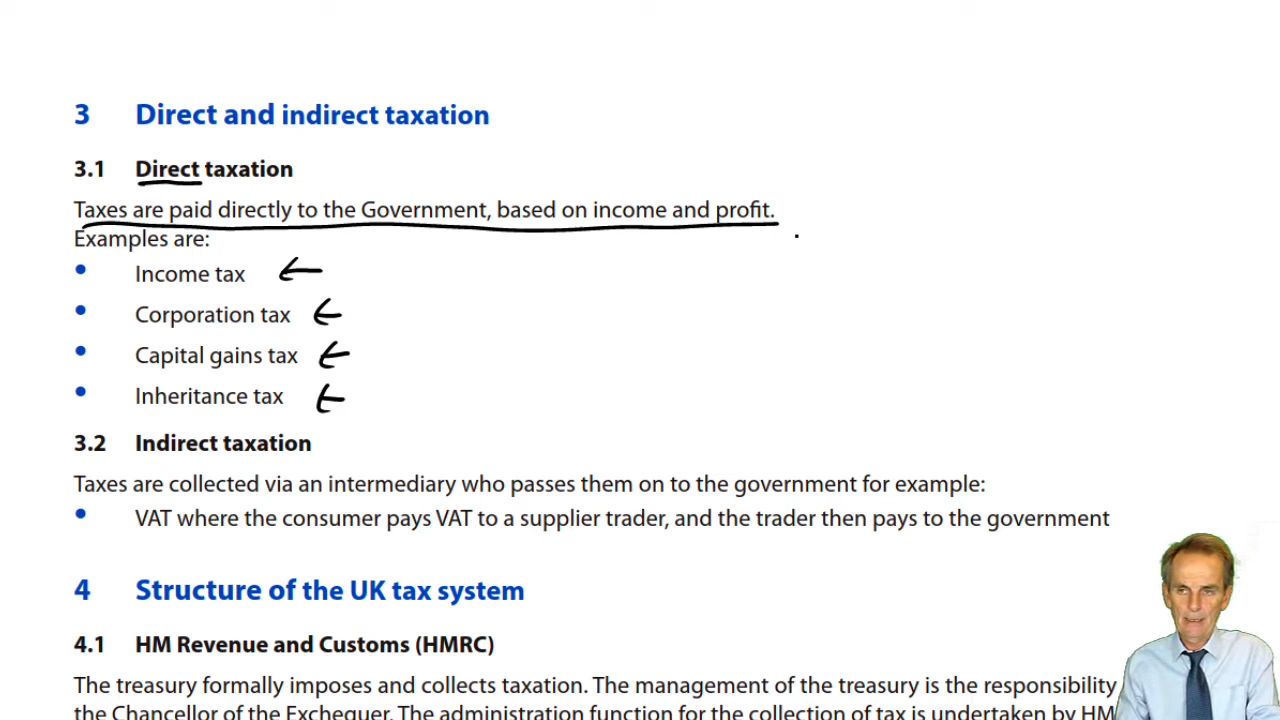 3 Direct and indirect taxation
3.1 Direct taxation
Taxes are paid directly to the Government, based on income and profit.
Examples are:
• Income tax
• Corporation tax
• Capital gains tax
• Inheritance tax
3.2 Indirect taxation
Taxes are collected via an intermediary who passes them on to the government for example:
• VAT where the consumer pays VAT to a supplier trader, and the trader then pays to the government
4 Structure of the UK tax system
4.1 HM Revenue and Customs (HMRC)
The treasury formally imposes and collects taxation. The management of the treasury is the responsibility
the Chancellor of the Exchequer. The administration function for the collection of tax is undertaken by HM